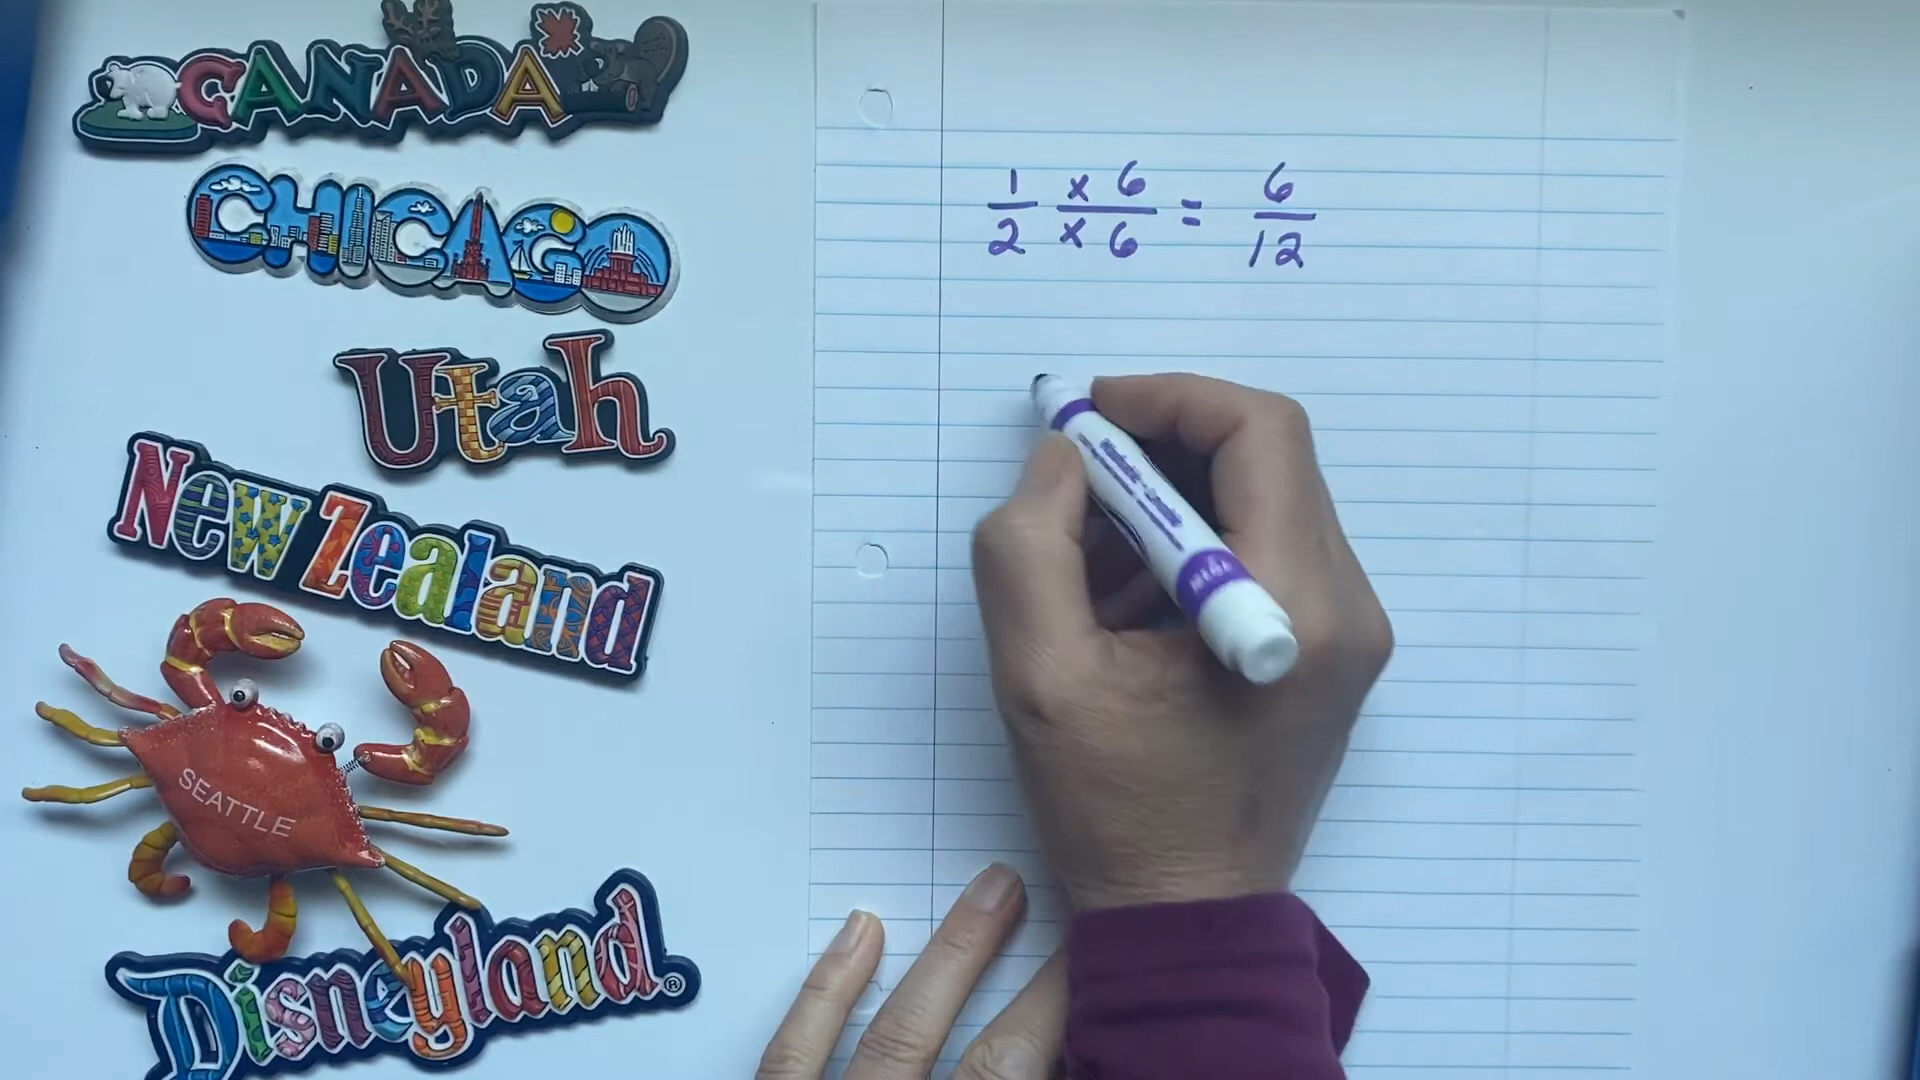 CANADA
CHICAGO
Utah
New Zealand
SEATTLE
Disneyland®
1/2 x 6/x 6 = 6/12